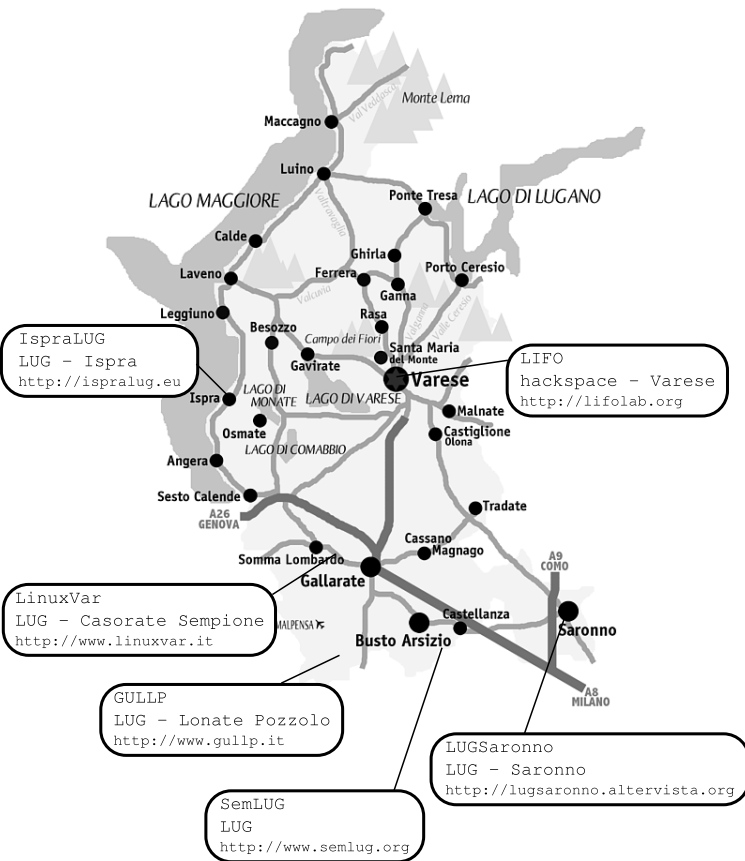 Monte Lema
Val Veddasca
Maccagno
Luino
LAGO MAGGIORE
Valtravaglia
Ponte Tresa
LAGO DI LUGANO
Calde
Ghirla
Laveno
Ferrera
Ganna
Porto Ceresio
Valcuvia
Leggiuno
Rasa
Valganna
Valle Ceresio
Besozzo
Campo dei Fiori
Santa Maria
del Monte
Gavirate
IspraLUG
LUG - Ispra
http://ispralug.eu
LIFO
hackspace - Varese
http://lifolab.org
Varese
Ispra
LAGO DI
MONATE
LAGO DI VARESE
Malnate
Osmate
Castiglione
Olona
LAGO DI COMABBIO
Angera
Sesto Calende
A26
GENOVA
Tradate
Cassano
Magnago
Somma Lombardo
A9
COMO
Gallarate
LinuxVar
LUG - Casorate Sempione
http://www.linuxvar.it
MALPENSA
Castellanza
Busto Arsizio
Saronno
GULLP
LUG - Lonate Pozzolo
http://www.gullp.it
A8
MILANO
LUGSaronno
LUG - Saronno
http://lugsaronno.altervista.org
SemLUG
LUG
http://www.semlug.org